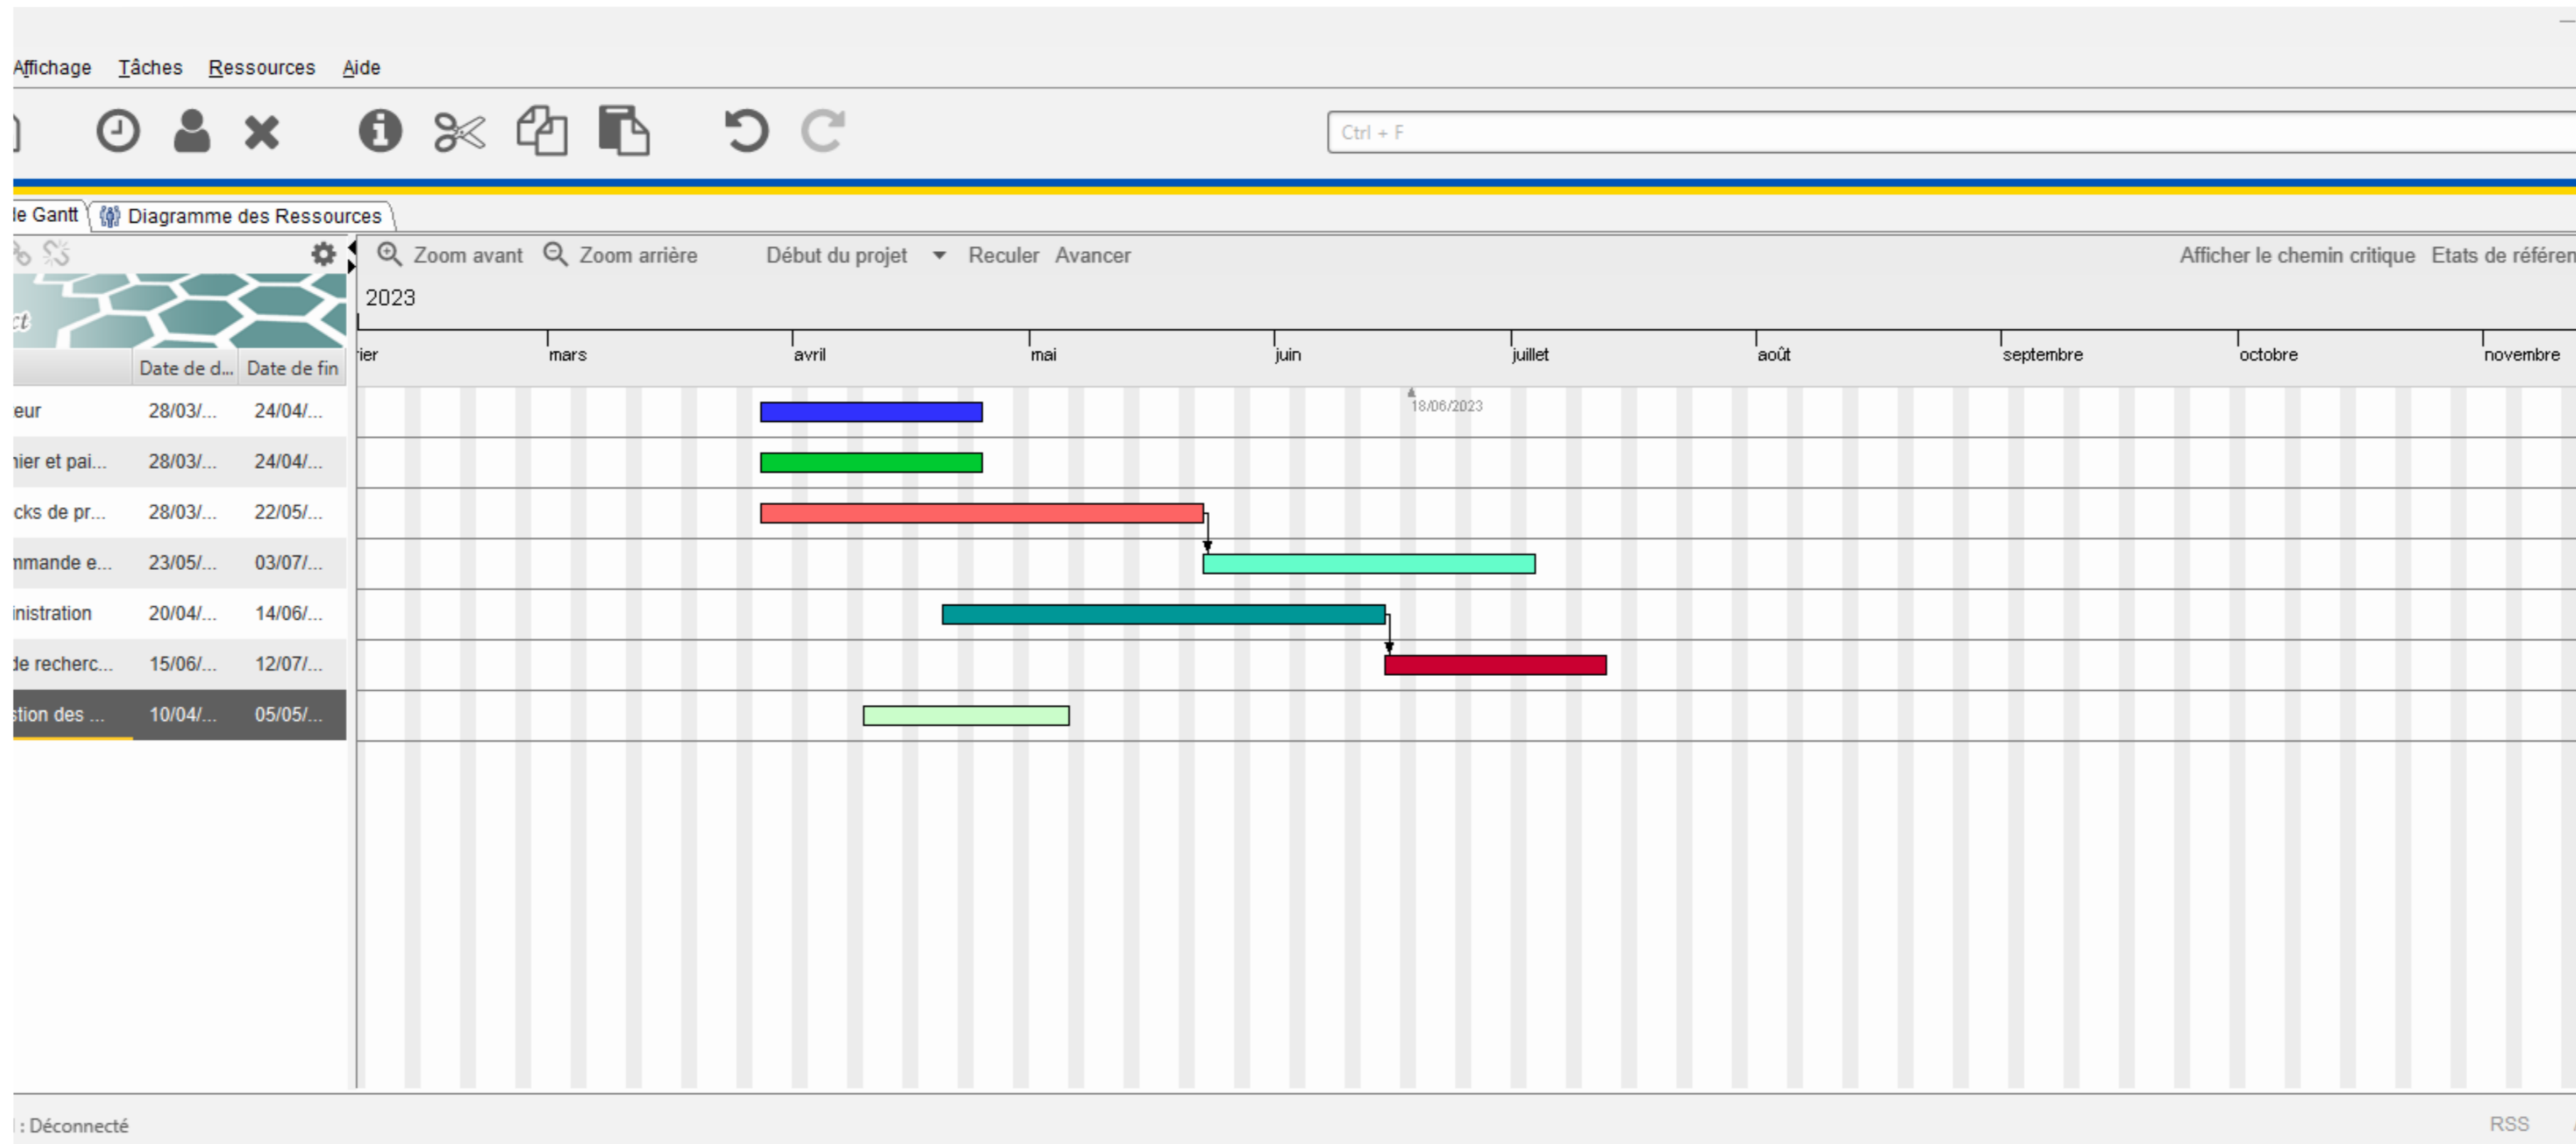 Affichage Tâches Ressources Aide
Ctrl + F
le Gantt Diagramme des Ressources
Zoom avant Zoom arrière Début du projet Reculer Avancer Afficher le chemin critique Etats de référen
2023
ct
Date de d... Date de fin
rier mars avril mai juin juillet août septembre octobre novembre
18/06/2023
eur 28/03/... 24/04/...
nier et pai... 28/03/... 24/04/...
cks de pr... 28/03/... 22/05/...
mmande e... 23/05/... 03/07/...
inistration 20/04/... 14/06/...
de recherc... 15/06/... 12/07/...
stion des ... 10/04/... 05/05/...
: Déconnecté
RSS